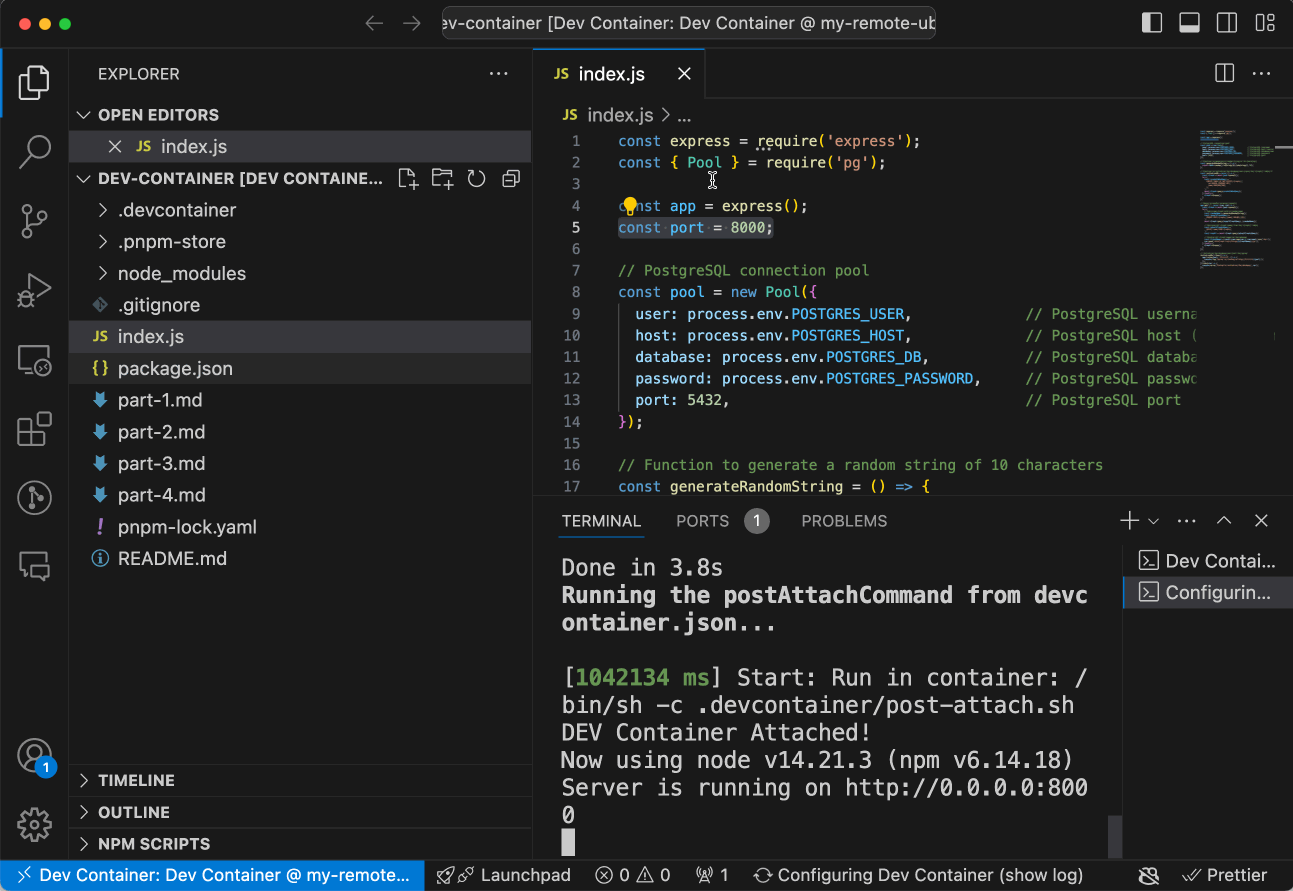 ev-container [Dev Container: Dev Container @ my-remote-ub
EXPLORER
OPEN EDITORS
JS index.js
DEV-CONTAINER [DEV CONTAINE...
.devcontainer
.pnpm-store
node_modules
.gitignore
JS index.js
{} package.json
part-1.md
part-2.md
part-3.md
part-4.md
! pnpm-lock.yaml
README.md
TIMELINE
OUTLINE
NPM SCRIPTS
1
JS index.js
JS index.js > ...
1 const express = require('express');
2 const { Pool } = require('pg');
3
4 const app = express();
5 const port = 8000;
6
7 // PostgreSQL connection pool
8 const pool = new Pool({
9 user: process.env.POSTGRES_USER, // PostgreSQL userna
10 host: process.env.POSTGRES_HOST, // PostgreSQL host (
11 database: process.env.POSTGRES_DB, // PostgreSQL databa
12 password: process.env.POSTGRES_PASSWORD, // PostgreSQL passwo
13 port: 5432, // PostgreSQL port
14 });
15
16 // Function to generate a random string of 10 characters
17 const generateRandomString = () => {
TERMINAL PORTS 1 PROBLEMS
Done in 3.8s
Running the postAttachCommand from devc
ontainer.json...
[1042134 ms] Start: Run in container: /
bin/sh -c .devcontainer/post-attach.sh
DEV Container Attached!
Now using node v14.21.3 (npm v6.14.18)
Server is running on http://0.0.0.0:800
0
Dev Contai...
Configurin...
Dev Container: Dev Container @ my-remote... Launchpad 0 0 1 Configuring Dev Container (show log) Prettier